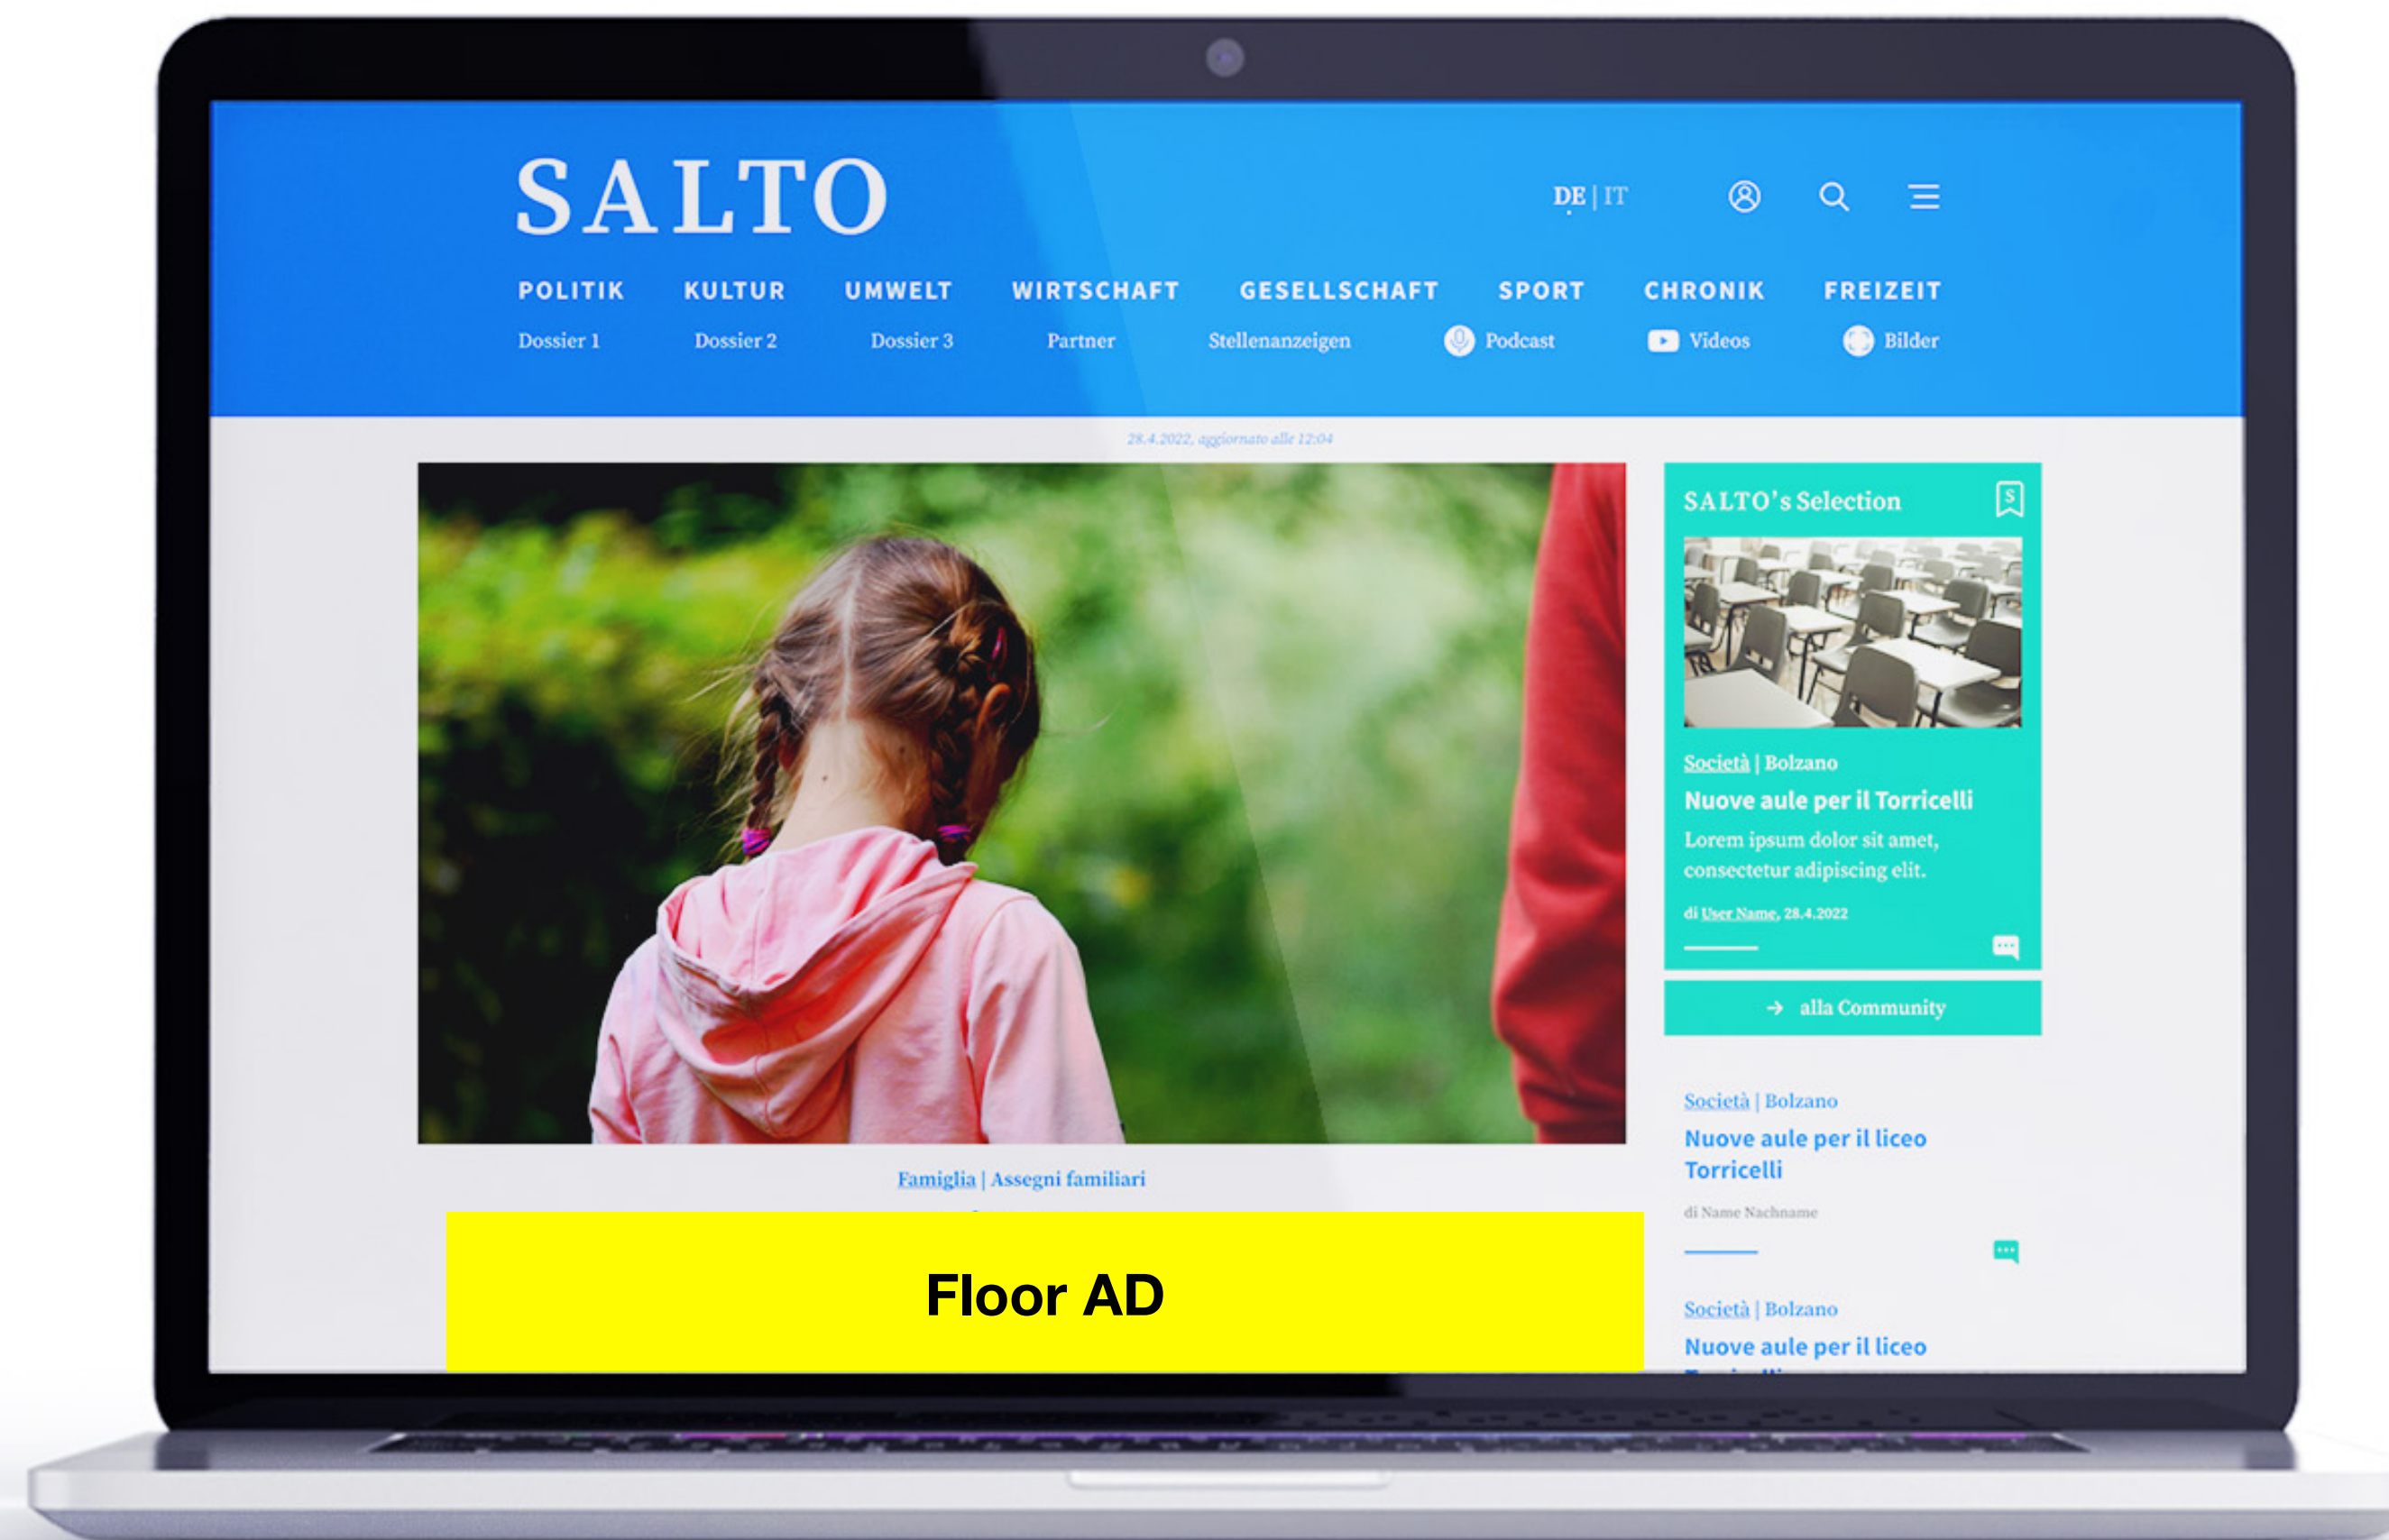 SALTO
DE | IT
POLITIK KULTUR UMWELT WIRTSCHAFT GESELLSCHAFT SPORT CHRONIK FREIZEIT
Dossier 1 Dossier 2 Dossier 3 Partner Stellenanzeigen Podcast Videos Bilder
28.4.2022, aggiornato alle 12:04
SALTO's Selection
S
Società | Bolzano
Nuove aule per il Torricelli
Lorem ipsum dolor sit amet,
consectetur adipiscing elit.
di User Name, 28.4.2022
→ alla Community
Famiglia | Assegni familiari
Floor AD
Società | Bolzano
Nuove aule per il liceo
Torricelli
di Name Nachname
Società | Bolzano
Nuove aule per il liceo